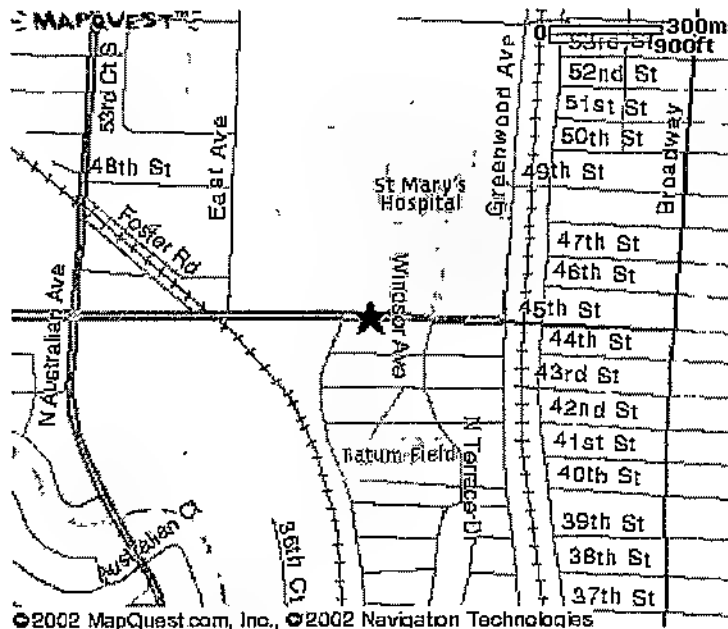 MAPQUEST™
0 300m
900ft
53rd St
52nd St
51st St
50th St
49th St
Broadway
Greenwood Ave
53rd Ct S
48th St
East Ave
Foster Rd
St Mary's
Hospital
47th St
46th St
45th St
44th St
43rd St
42nd St
41st St
40th St
39th St
38th St
37th St
Windsor Ave
N Australian Ave
Tatum Field
N Terrace Dr
Australian Ct
36th Ct
©2002 MapQuest.com, Inc., ©2002 Navigation Technologies